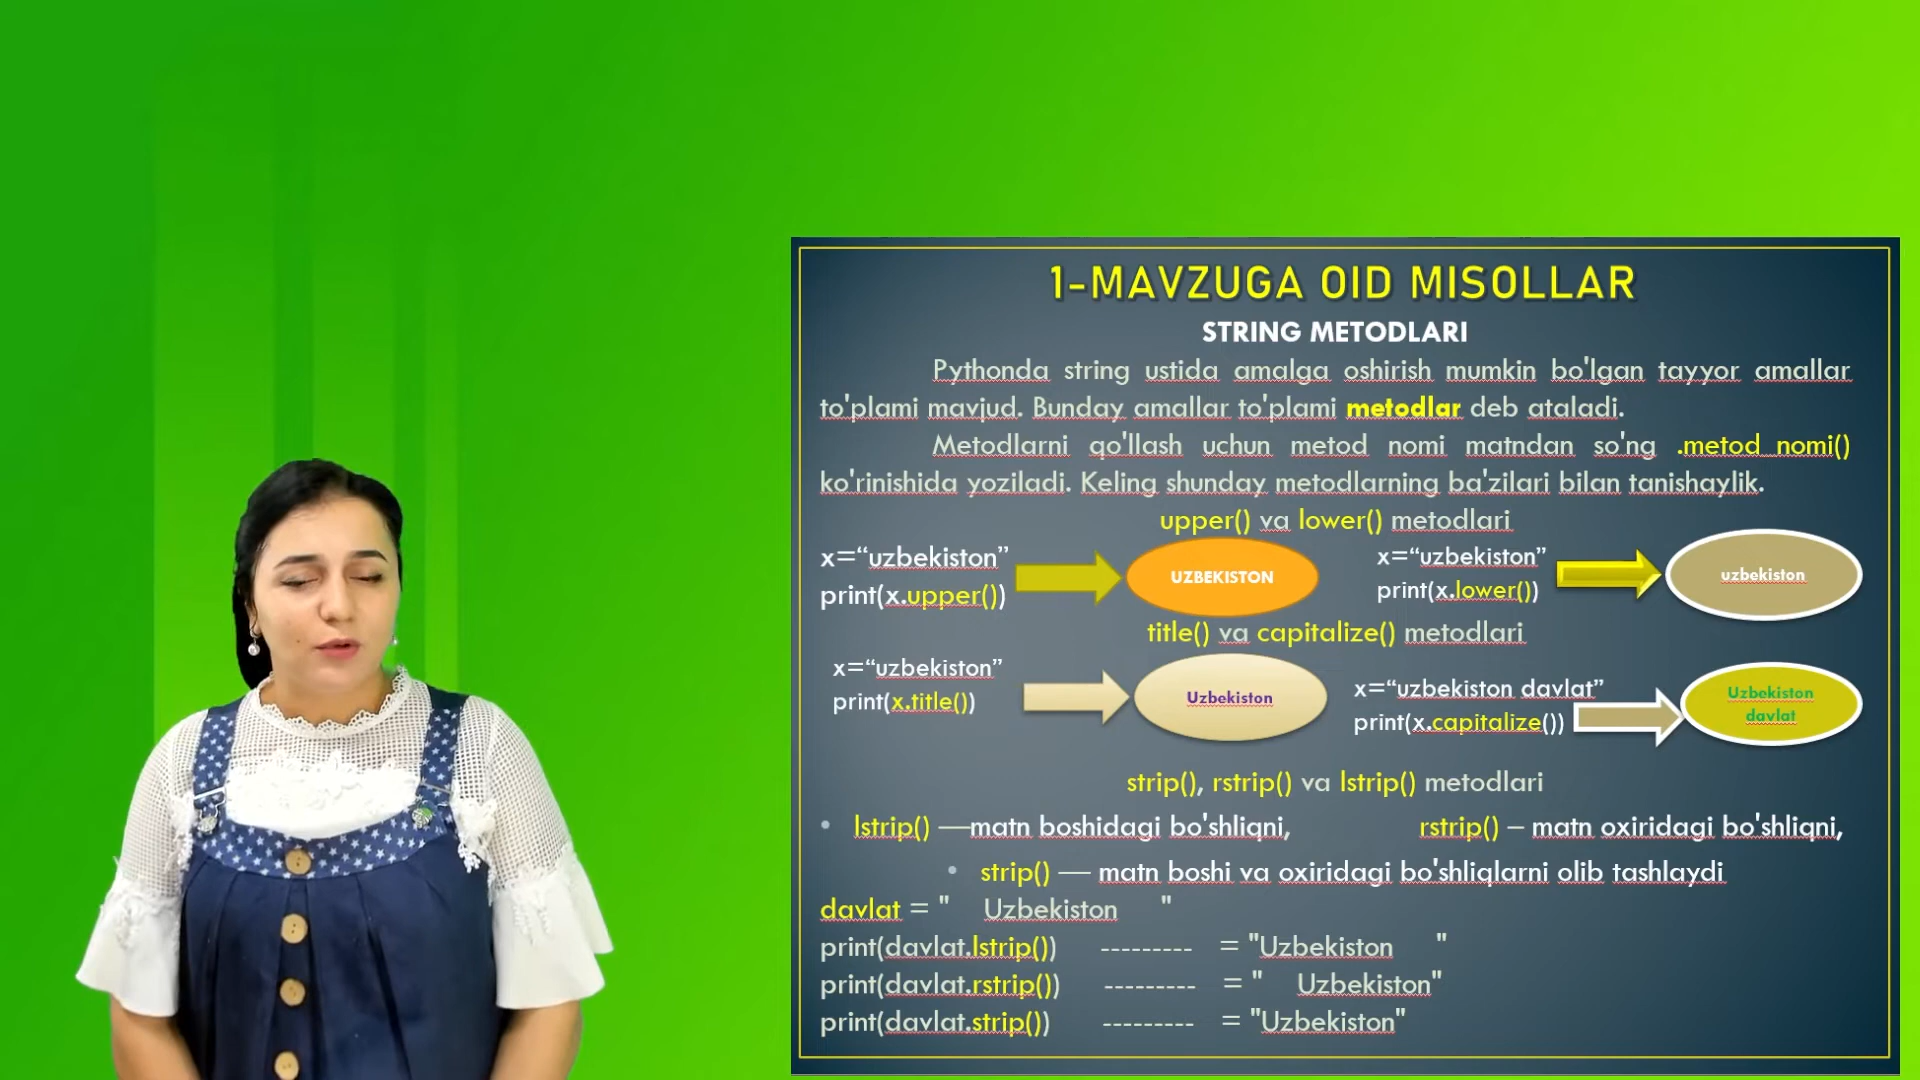 1-MAVZUGA OID MISOLLAR
STRING METODLARI
Pythonda string ustida amalga oshirish mumkin bo'lgan tayyor amallar
to'plami mavjud. Bunday amallar to'plami metodlar deb ataladi.
Metodlarni qo'llash uchun metod nomi matndan so'ng .metod_nomi()
ko'rinishida yoziladi. Keling shunday metodlarning ba'zilari bilan tanishaylik.
upper() va lower() metodlari
x=“uzbekiston”
print(x.upper())
UZBEKISTON
x=“uzbekiston”
print(x.lower())
uzbekiston
title() va capitalize() metodlari
x=“uzbekiston”
print(x.title())
Uzbekiston
x=“uzbekiston davlat”
print(x.capitalize())
Uzbekiston
davlat
strip(), rstrip() va lstrip() metodlari
• lstrip() —matn boshidagi bo'shliqni, rstrip() – matn oxiridagi bo'shliqni,
• strip() — matn boshi va oxiridagi bo'shliqlarni olib tashlaydi
davlat = "    Uzbekiston     "
print(davlat.lstrip()) --------- = "Uzbekiston     "
print(davlat.rstrip()) --------- = "    Uzbekiston"
print(davlat.strip()) --------- = "Uzbekiston"